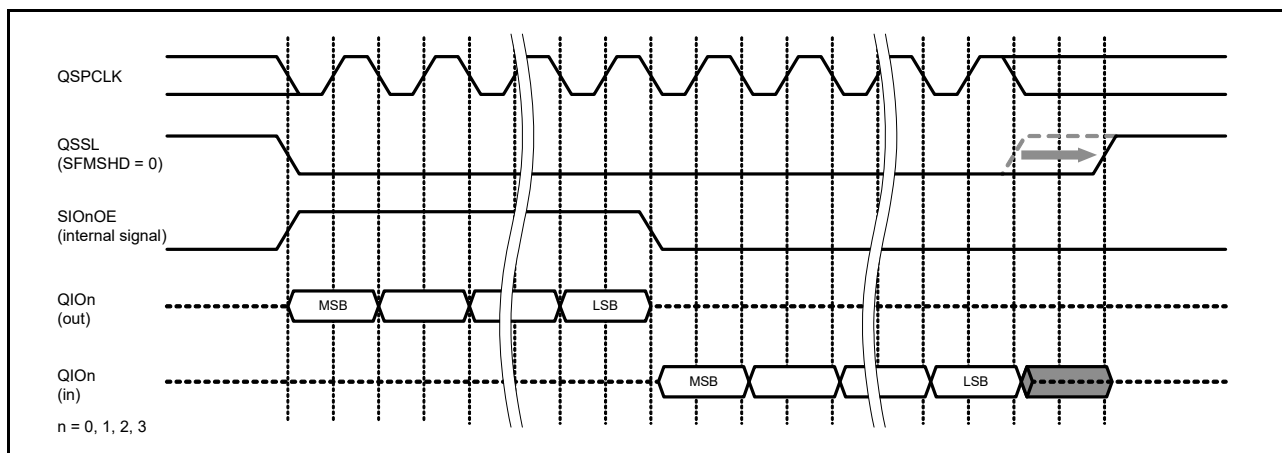 QSPCLK
QSSL
(SFMSHD = 0)
SIOnOE
(internal signal)
QIOn
(out)
MSB
LSB
QIOn
(in)
MSB
LSB
n = 0, 1, 2, 3